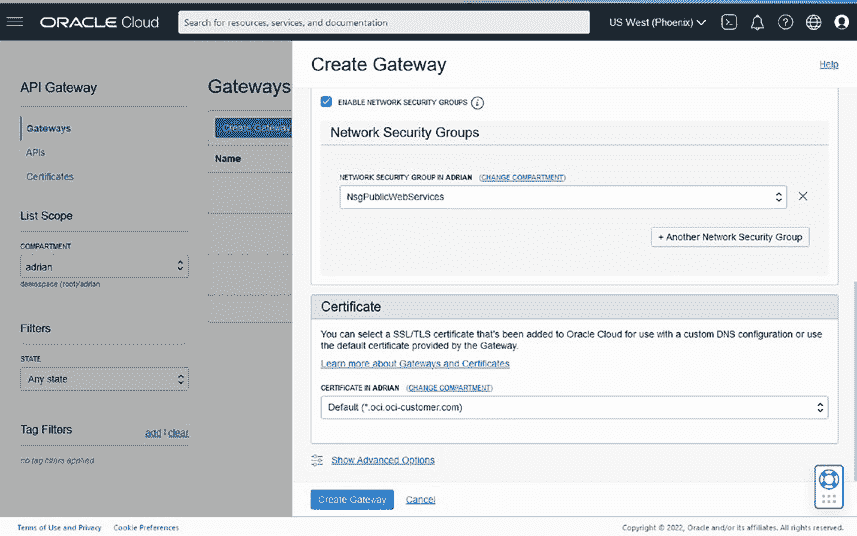 ORACLE Cloud
Search for resources, services, and documentation
US West (Phoenix)
API Gateway
Gateways
APIs
Certificates
List Scope
COMPARTMENT
adrian
demospace (root)/adrian
Filters
STATE
Any state
Tag Filters
add | clear
no tag filters applied
Gateways
Create Gateway
Name
Create Gateway
Help
ENABLE NETWORK SECURITY GROUPS
Network Security Groups
NETWORK SECURITY GROUP IN ADRIAN (CHANGE COMPARTMENT)
NsgPublicWebServices
+ Another Network Security Group
Certificate
You can select a SSL/TLS certificate that's been added to Oracle Cloud for use with a custom DNS configuration or use
the default certificate provided by the Gateway.
Learn more about Gateways and Certificates
CERTIFICATE IN ADRIAN (CHANGE COMPARTMENT)
Default (*.oci.oci-customer.com)
Show Advanced Options
Create Gateway
Cancel
Terms of Use and Privacy
Cookie Preferences
Copyright © 2022, Oracle and/or its affiliates. All rights reserved.